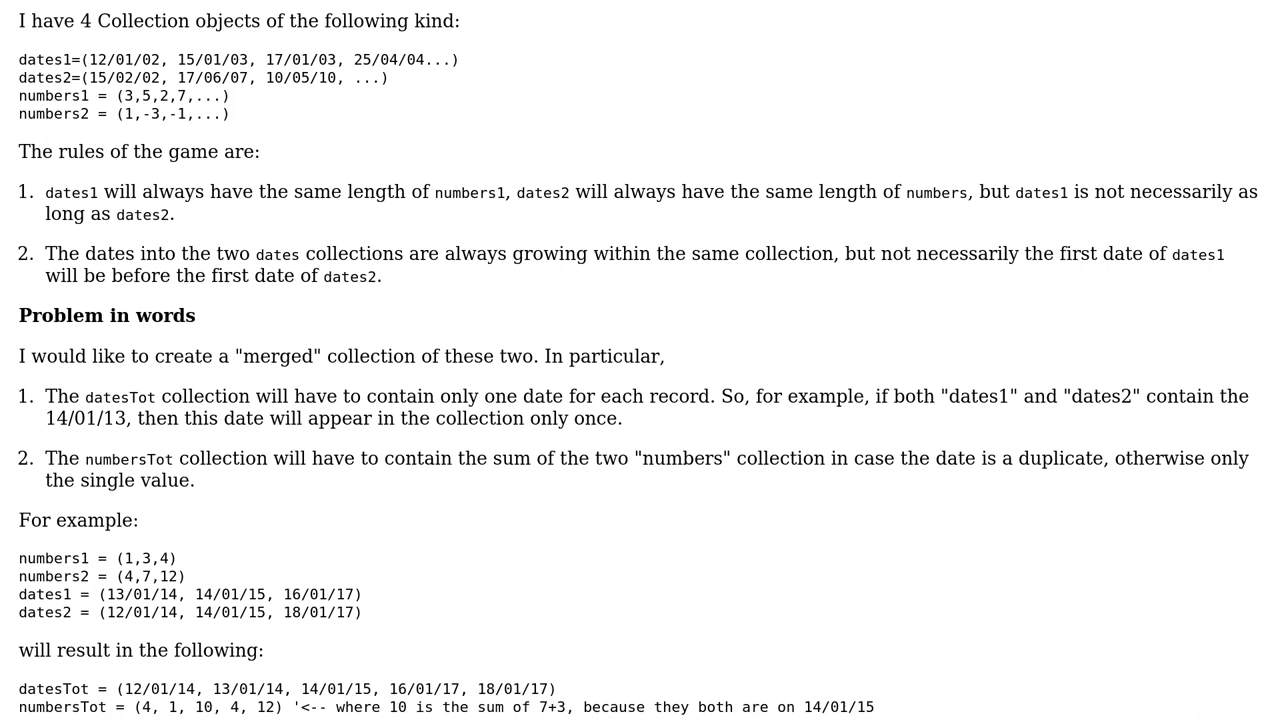 I have 4 Collection objects of the following kind:
dates1=(12/01/02, 15/01/03, 17/01/03, 25/04/04...)
dates2=(15/02/02, 17/06/07, 10/05/10, ...)
numbers1 = (3,5,2,7,...)
numbers2 = (1,-3,-1,...)
The rules of the game are:
1. dates1 will always have the same length of numbers1, dates2 will always have the same length of numbers, but dates1 is not necessarily as
long as dates2.
2. The dates into the two dates collections are always growing within the same collection, but not necessarily the first date of dates1
will be before the first date of dates2.
Problem in words
I would like to create a "merged" collection of these two. In particular,
1. The datesTot collection will have to contain only one date for each record. So, for example, if both "dates1" and "dates2" contain the
14/01/13, then this date will appear in the collection only once.
2. The numbersTot collection will have to contain the sum of the two "numbers" collection in case the date is a duplicate, otherwise only
the single value.
For example:
numbers1 = (1,3,4)
numbers2 = (4,7,12)
dates1 = (13/01/14, 14/01/15, 16/01/17)
dates2 = (12/01/14, 14/01/15, 18/01/17)
will result in the following:
datesTot = (12/01/14, 13/01/14, 14/01/15, 16/01/17, 18/01/17)
numbersTot = (4, 1, 10, 4, 12) '<-- where 10 is the sum of 7+3, because they both are on 14/01/15